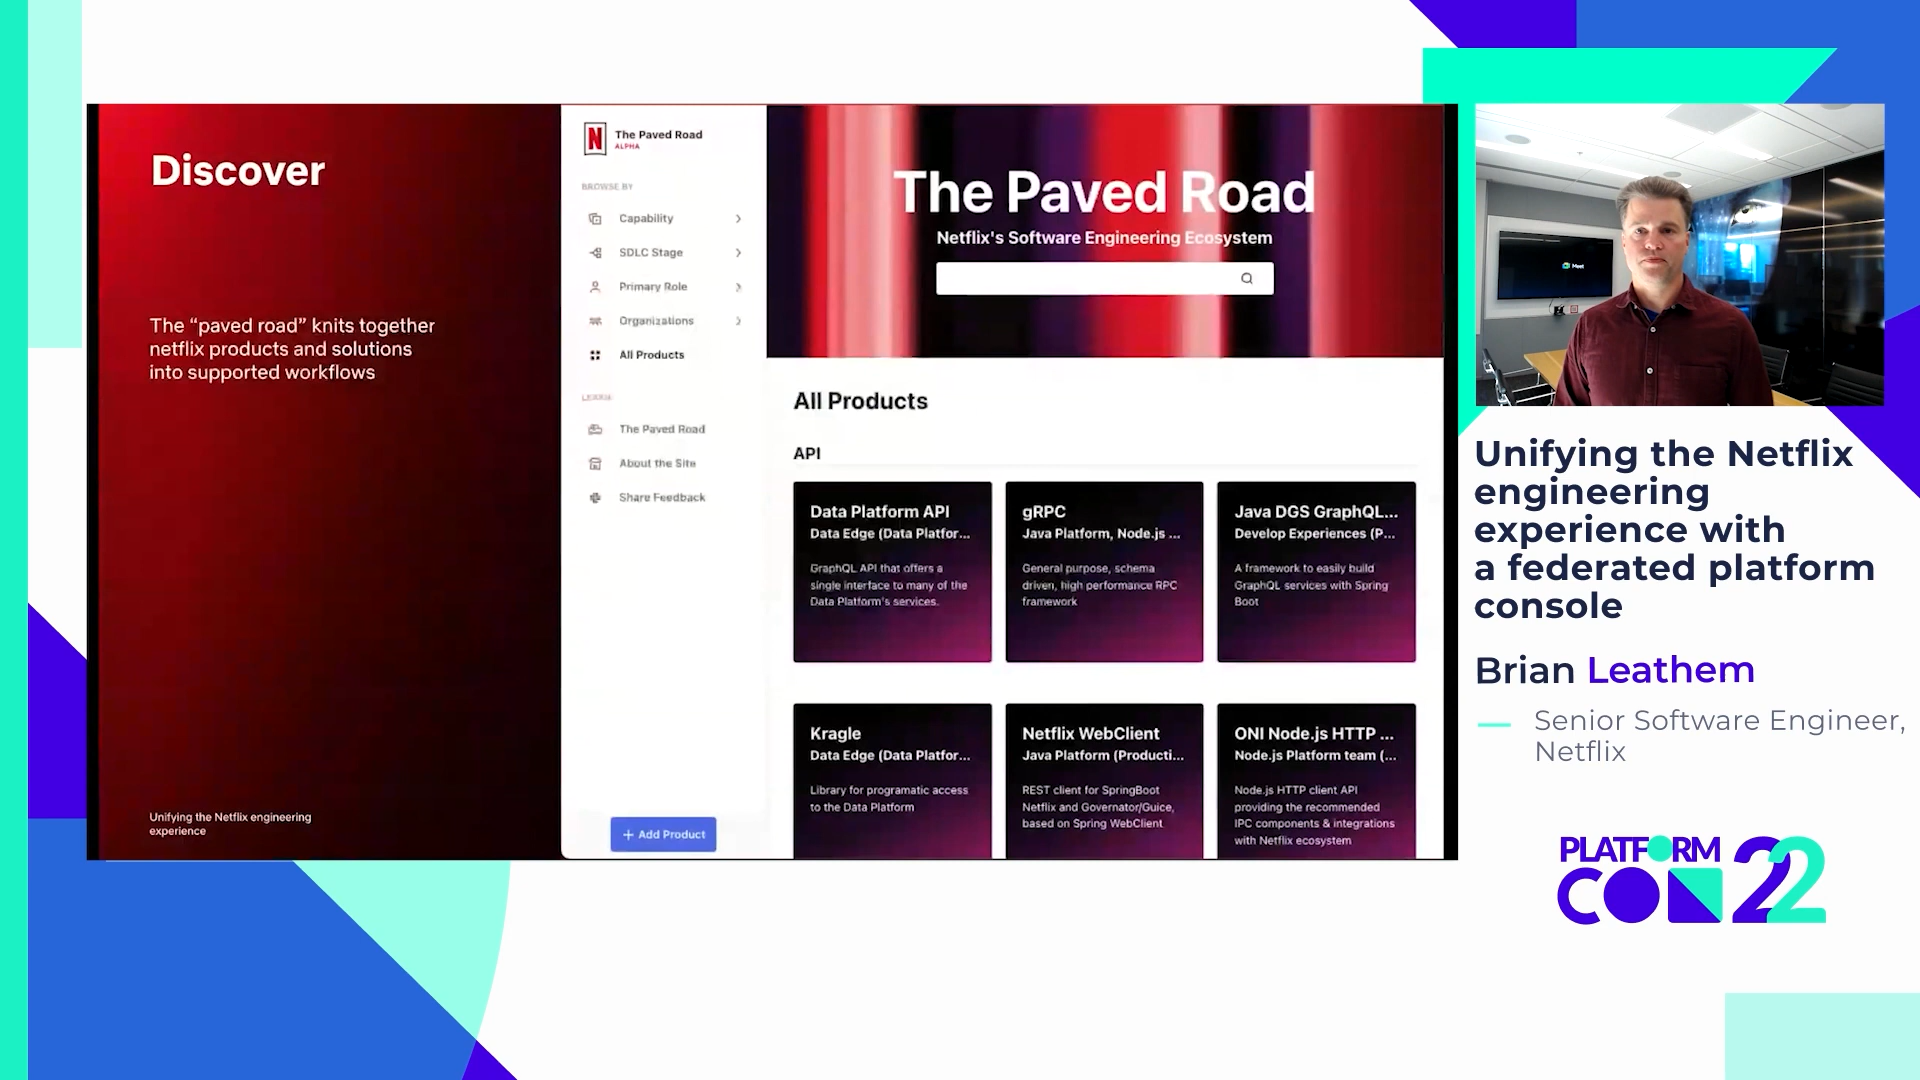 Discover
The “paved road” knits together
netflix products and solutions
into supported workflows
Unifying the Netflix engineering
experience
N
The Paved Road
ALPHA
BROWSE BY
Capability
SDLC Stage
Primary Role
Organizations
All Products
The Paved Road
About the Site
Share Feedback
+ Add Product
The Paved Road
Netflix's Software Engineering Ecosystem
All Products
API
Data Platform API
Data Edge (Data Platfor...
GraphQL API that offers a
single interface to many of the
Data Platform's services.
gRPC
Java Platform, Node.js ...
General purpose, schema
driven, high performance RPC
framework
Java DGS GraphQL...
Develop Experiences (P...
A framework to easily build
GraphQL services with Spring
Boot
Kragle
Data Edge (Data Platfor...
Library for programatic access
to the Data Platform
Netflix WebClient
Java Platform (Producti...
REST client for SpringBoot
Netflix and Governator/Guice,
based on Spring WebClient
ONI Node.js HTTP ...
Node.js Platform team (...
Node.js HTTP client API
providing the recommended
IPC components & integrations
with Netflix ecosystem
Meet
Unifying the Netflix
engineering
experience with
a federated platform
console
Brian Leathem
Senior Software Engineer,
Netflix
PLATFORM
CON 22